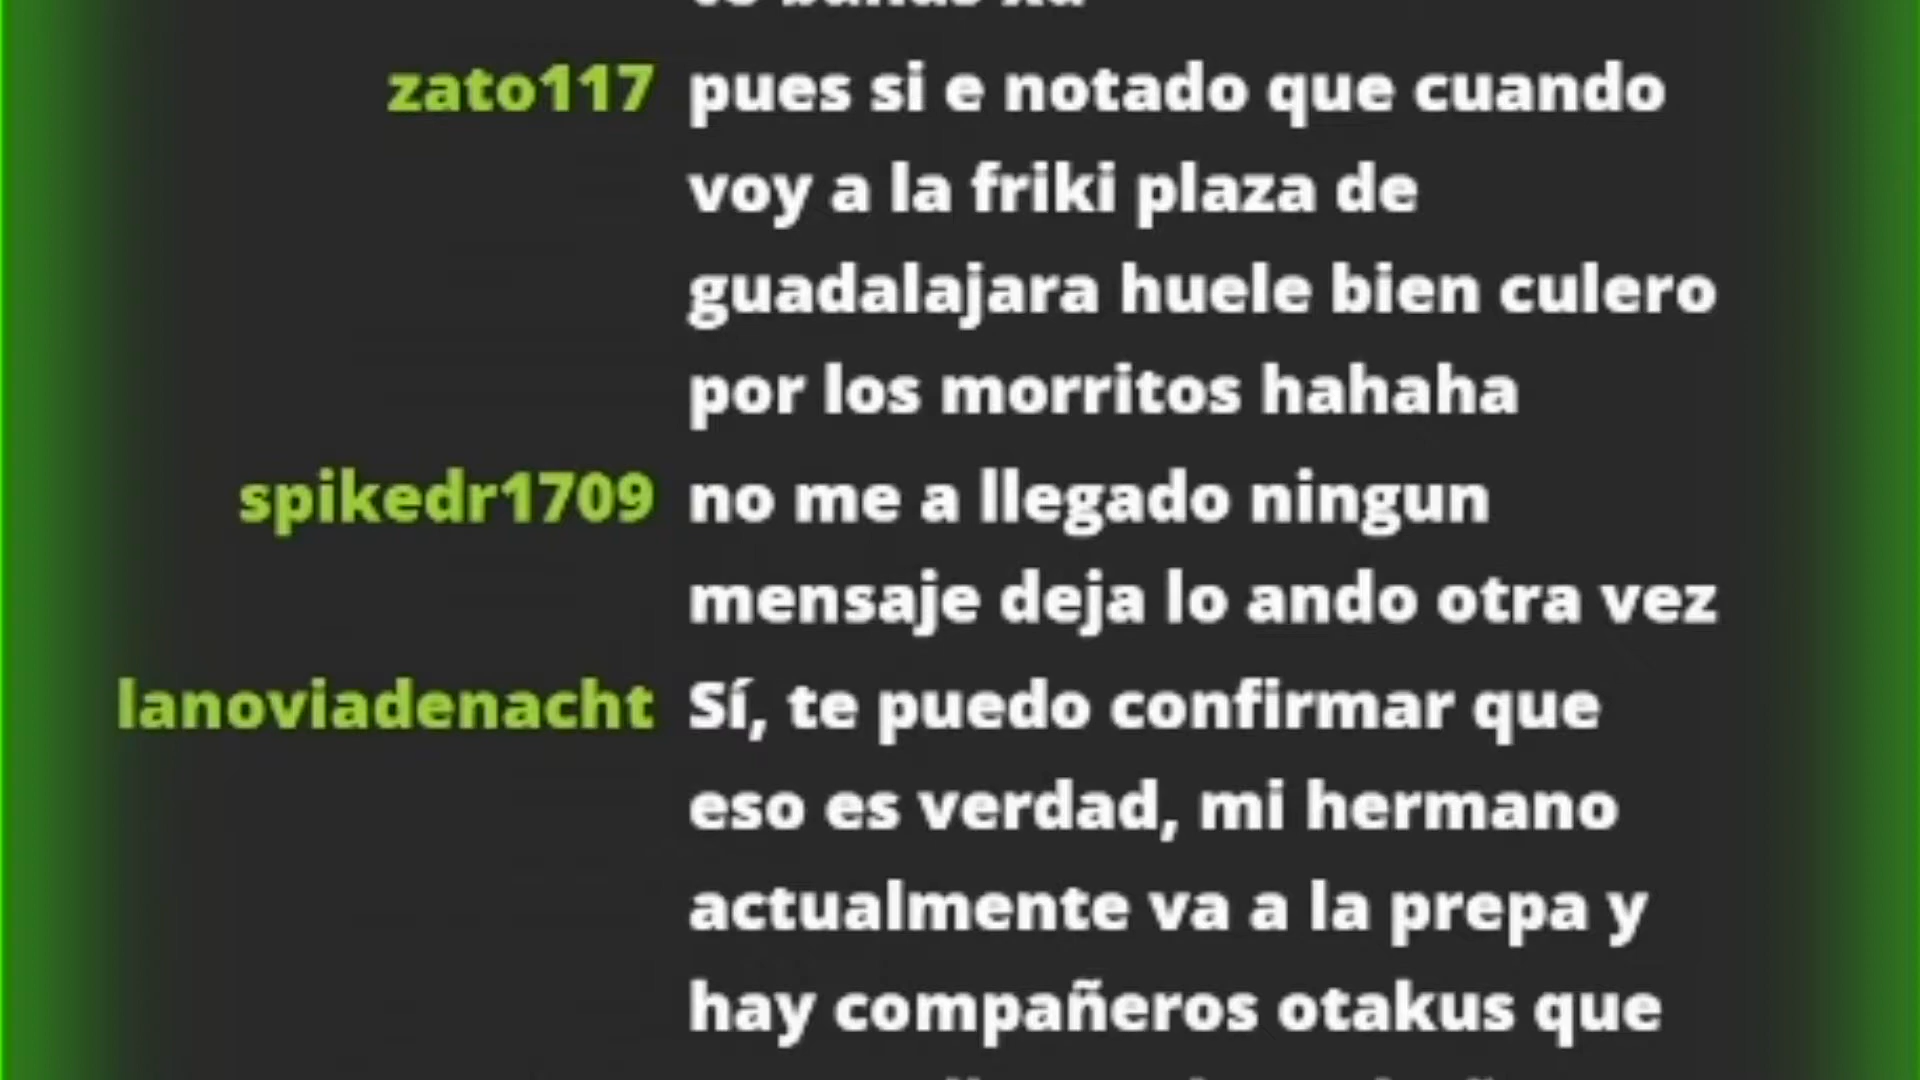 zato117 pues si e notado que cuando
voy a la friki plaza de
guadalajara huele bien culero
por los morritos hahaha
spikedr1709 no me a llegado ningun
mensaje deja lo ando otra vez
lanoviadenacht Sí, te puedo confirmar que
eso es verdad, mi hermano
actualmente va a la prepa y
hay compañeros otakus que